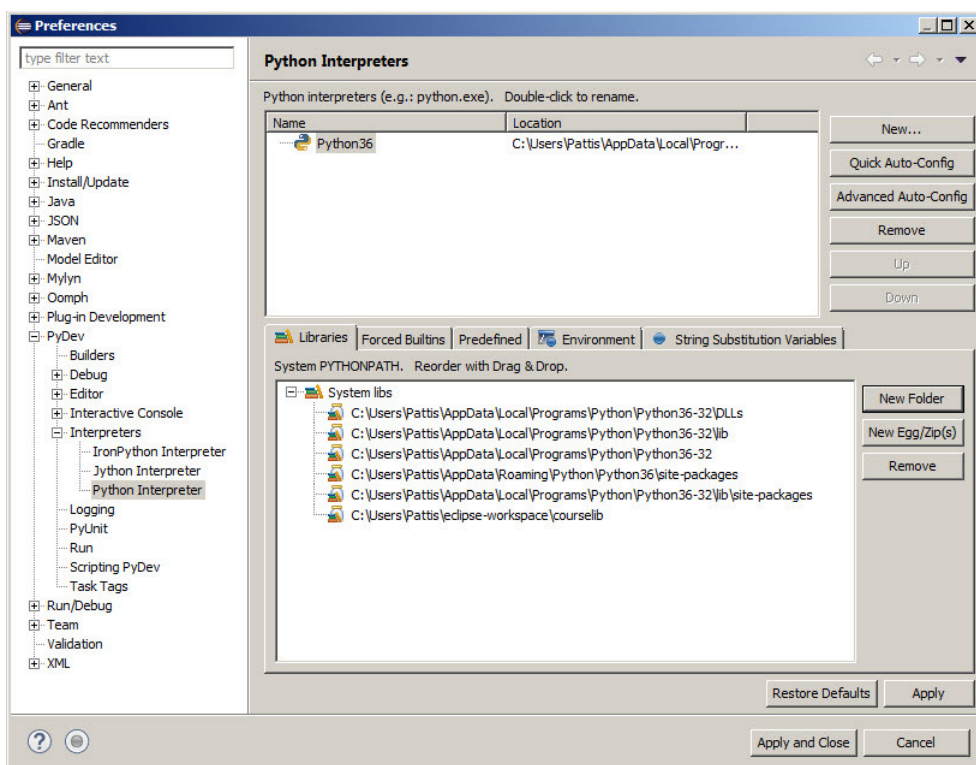 Preferences
type filter text
General
Ant
Code Recommenders
Gradle
Help
Install/Update
Java
JSON
Maven
Model Editor
Mylyn
Oomph
Plug-in Development
PyDev
Builders
Debug
Editor
Interactive Console
Interpreters
IronPython Interpreter
Jython Interpreter
Python Interpreter
Logging
PyUnit
Run
Scripting PyDev
Task Tags
Run/Debug
Team
Validation
XML
Python Interpreters
Python interpreters (e.g.: python.exe).   Double-click to rename.
Name Location
Python36 C:\Users\Pattis\AppData\Local\Progr...
New...
Quick Auto-Config
Advanced Auto-Config
Remove
Up
Down
Libraries Forced Builtins Predefined Environment String Substitution Variables
System PYTHONPATH.   Reorder with Drag & Drop.
System libs
C:\Users\Pattis\AppData\Local\Programs\Python\Python36-32\DLLs
C:\Users\Pattis\AppData\Local\Programs\Python\Python36-32\lib
C:\Users\Pattis\AppData\Local\Programs\Python\Python36-32
C:\Users\Pattis\AppData\Roaming\Python\Python36\site-packages
C:\Users\Pattis\AppData\Local\Programs\Python\Python36-32\lib\site-packages
C:\Users\Pattis\eclipse-workspace\courselib
New Folder
New Egg/Zip(s)
Remove
Restore Defaults Apply
Apply and Close Cancel